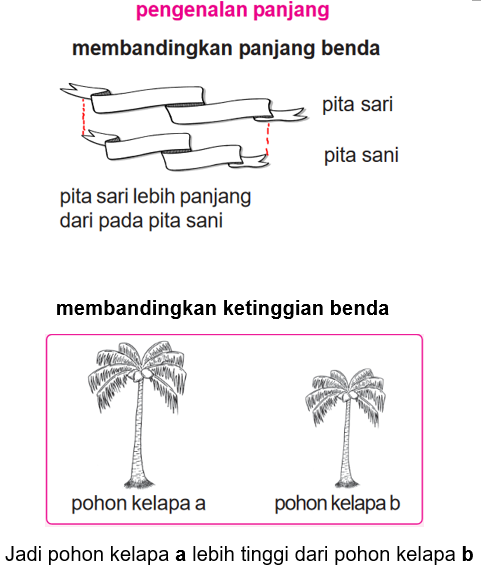 pengenalan panjang
membandingkan panjang benda
pita sari
pita sani
pita sari lebih panjang
dari pada pita sani
membandingkan ketinggian benda
pohon kelapa a
pohon kelapa b
Jadi pohon kelapa a lebih tinggi dari pohon kelapa b